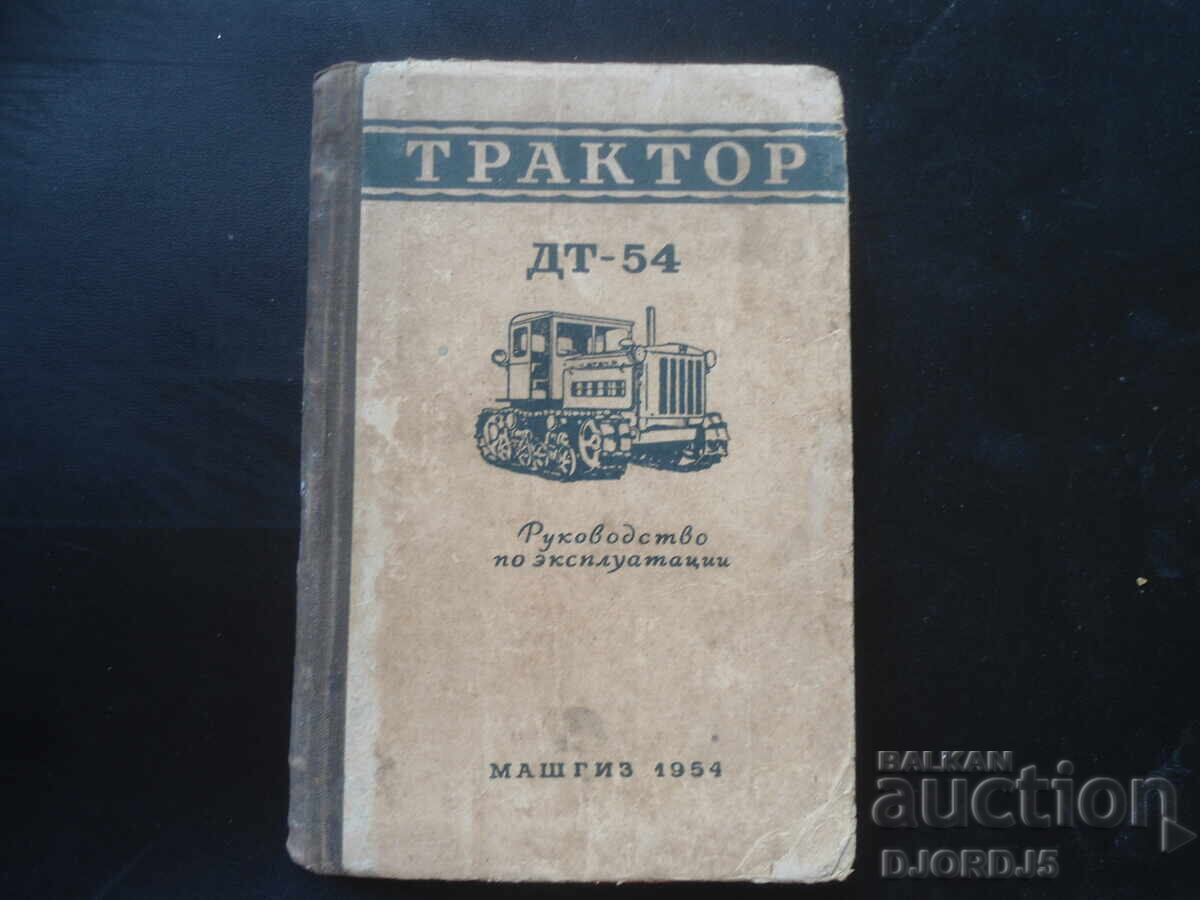 ТРАКТОР
ДТ-54
Руководство
по эксплуатации
МАШГИЗ 1954
BALKAN
auction
DJORDJ5